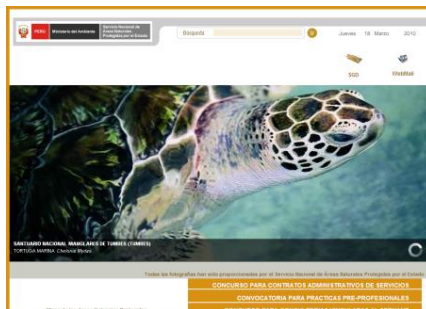 PERÚ
Ministerio del Ambiente
Servicio Nacional de
Áreas Naturales
Protegidas por el Estado
Búsqueda
Jueves 18 Marzo 2010
SGD
WebMail
SANTUARIO NACIONAL MANGLARES DE TUMBES (TUMBES)
TORTUGA MARINA.
Todas las fotografías han sido proporcionadas por el Servicio Nacional de Áreas Naturales Protegidas por el Estado
CONCURSO PARA CONTRATOS ADMINISTRATIVOS DE SERVICIOS
CONVOCATORIA PARA PRACTICAS PRE-PROFESIONALES